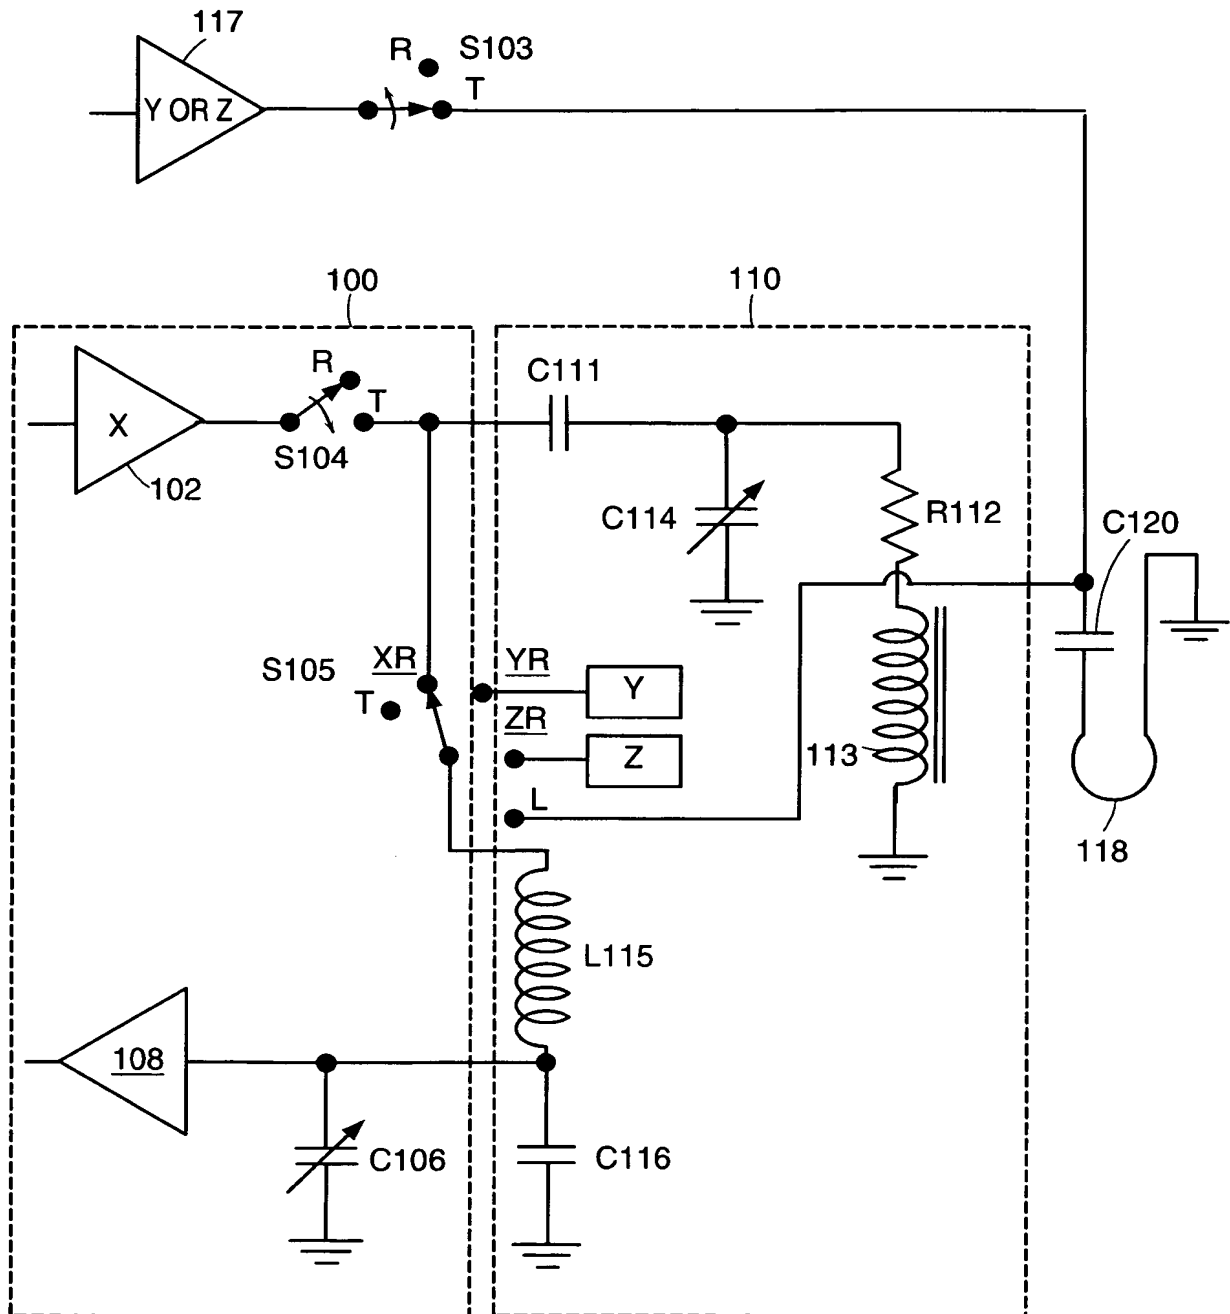 117
R S103
T
Y OR Z
100
110
R
T
C111
X
S104
102
C114
R112
C120
S105
XR
T
YR
Y
ZR
Z
113
L
118
L115
108
C106
C116